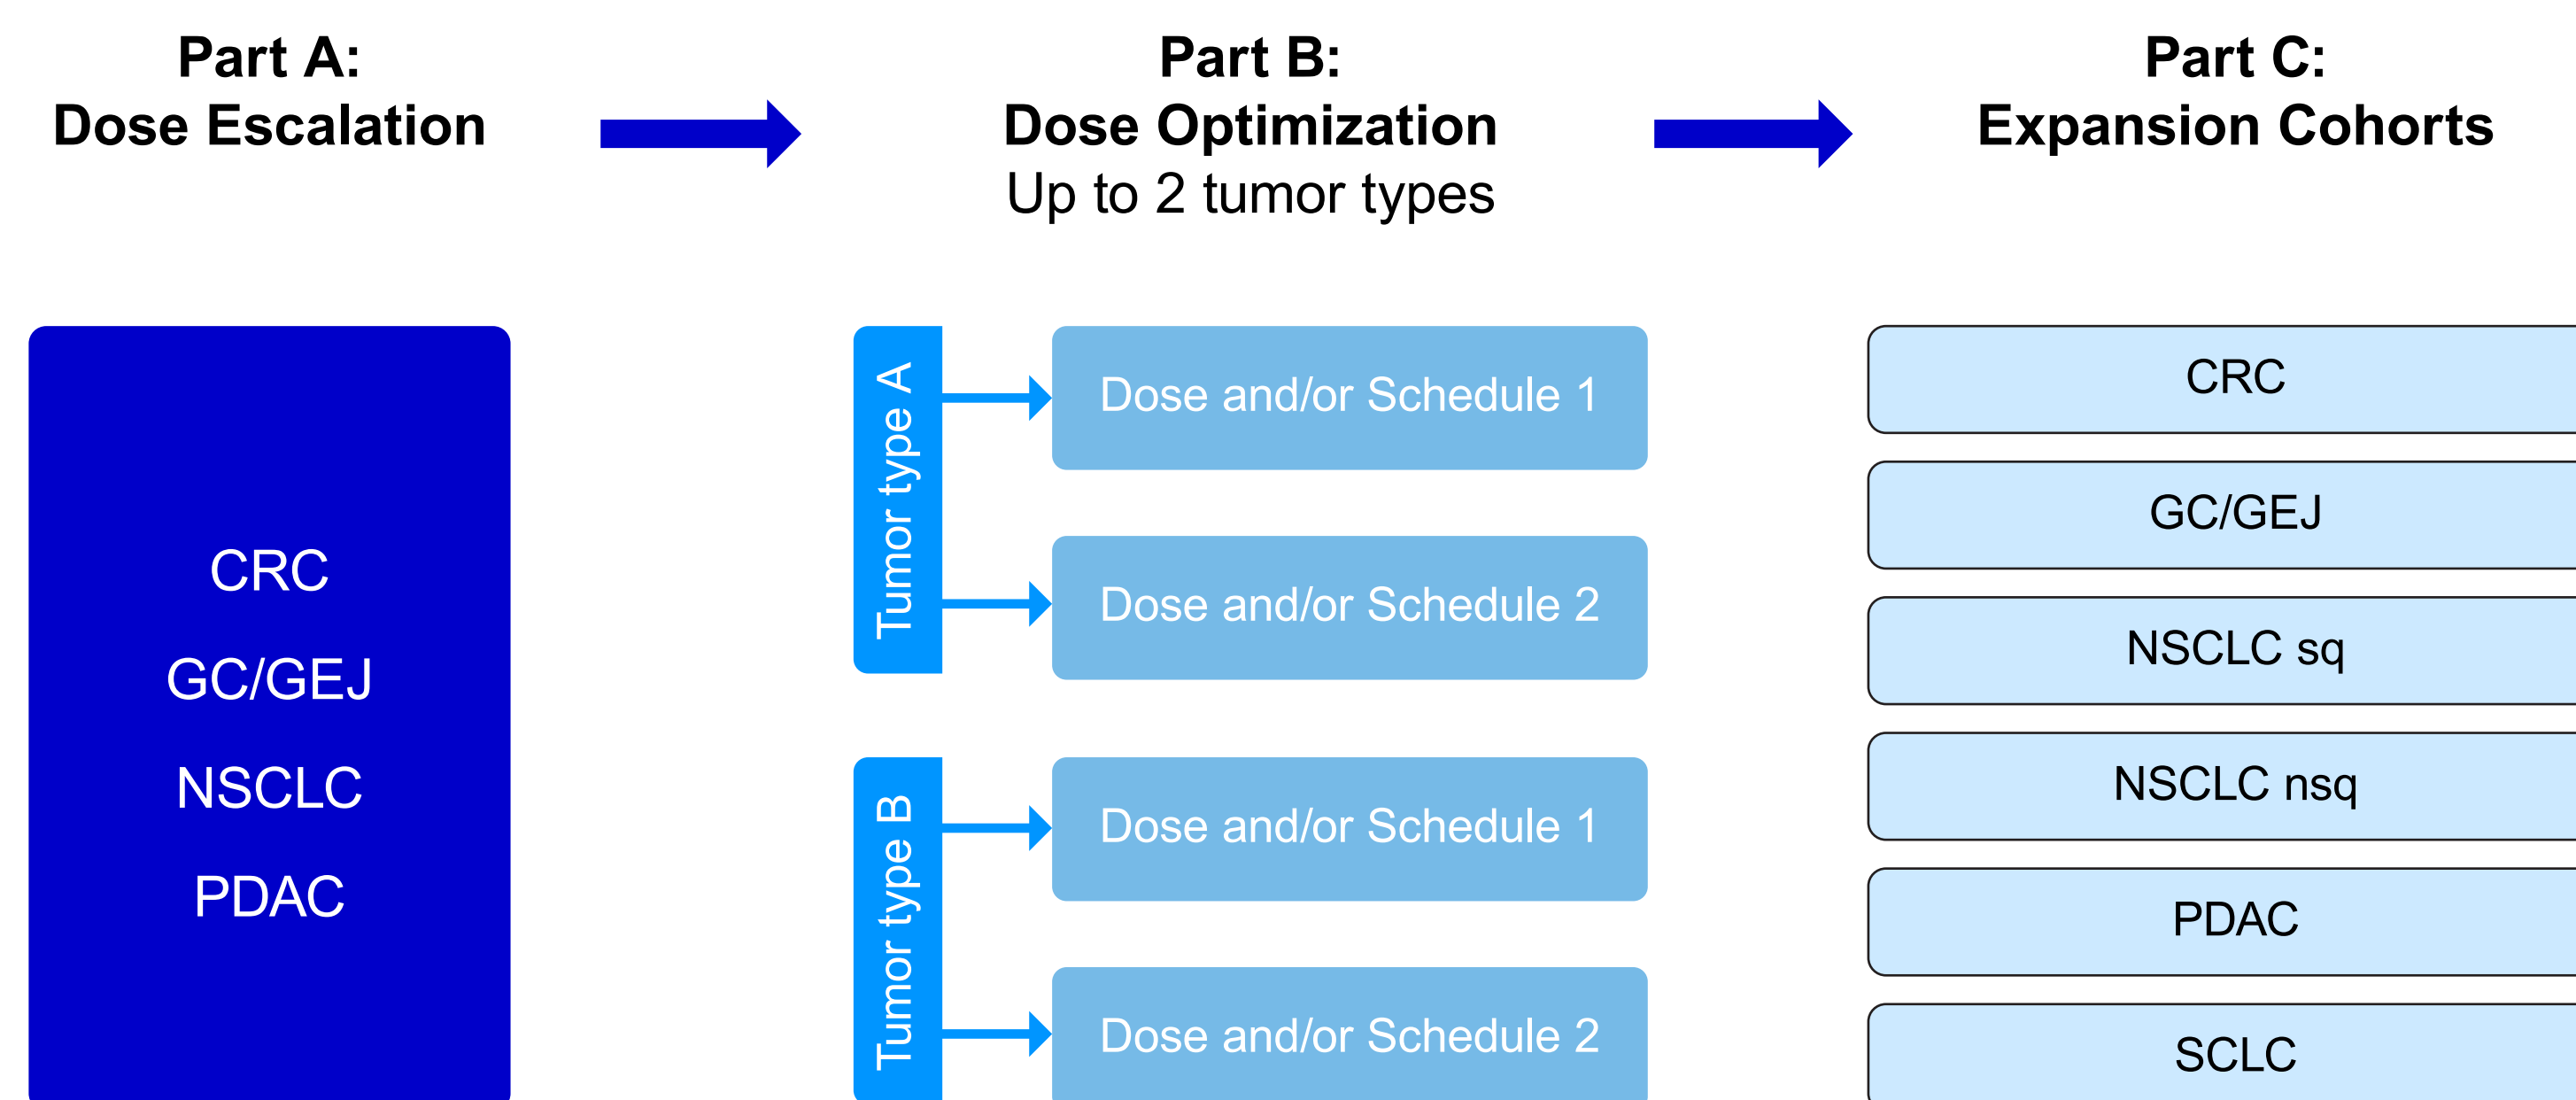 Part A:
Dose Escalation
Part B:
Dose Optimization
Up to 2 tumor types
Part C:
Expansion Cohorts
CRC
GC/GEJ
NSCLC
PDAC
Tumor type A
Dose and/or Schedule 1
Dose and/or Schedule 2
Tumor type B
Dose and/or Schedule 1
Dose and/or Schedule 2
CRC
GC/GEJ
NSCLC sq
NSCLC nsq
PDAC
SCLC